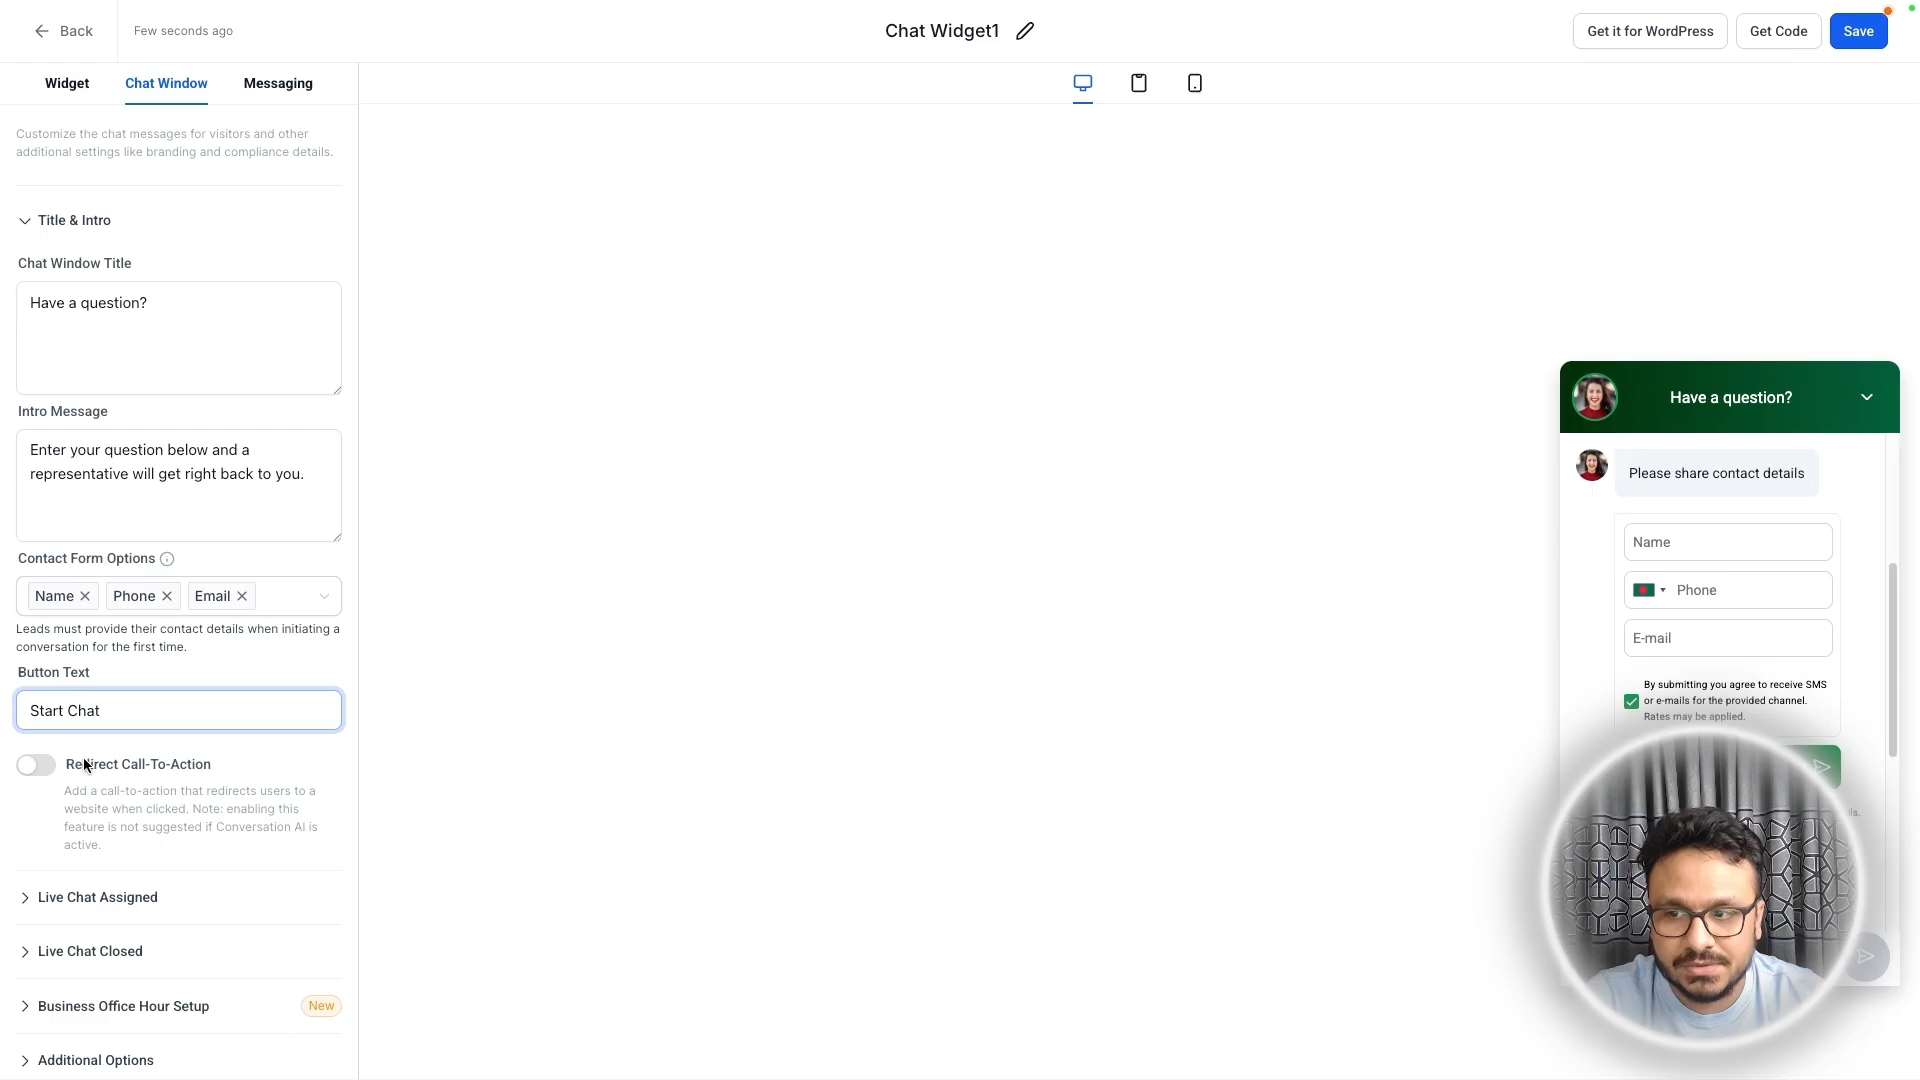 Back
Few seconds ago
Chat Widget1
Get it for WordPress
Get Code
Save
Widget
Chat Window
Messaging
Customize the chat messages for visitors and other
additional settings like branding and compliance details.
Title & Intro
Chat Window Title
Have a question?
Intro Message
Enter your question below and a
representative will get right back to you.
Contact Form Options
Name
Phone
Email
Leads must provide their contact details when initiating a
conversation for the first time.
Button Text
Start Chat
Redirect Call-To-Action
Add a call-to-action that redirects users to a
website when clicked. Note: enabling this
feature is not suggested if Conversation AI is
active.
Live Chat Assigned
Live Chat Closed
Business Office Hour Setup
New
Additional Options
Have a question?
Please share contact details
Name
Phone
E-mail
By submitting you agree to receive SMS
or e-mails for the provided channel.
Rates may be applied.